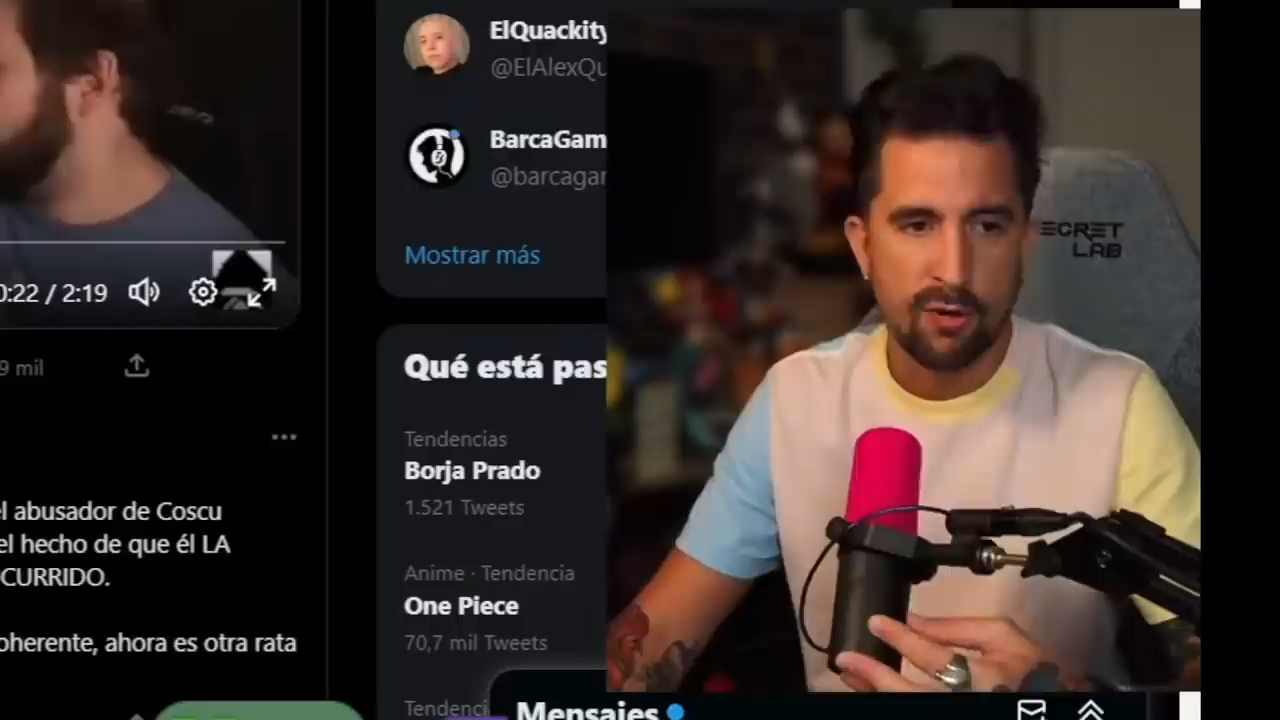 ElQuackity
@ElAlexQu
BarcaGam
@barcagar
Mostrar más
0:22 / 2:19
9 mil
Qué está pas
Tendencias
Borja Prado
1.521 Tweets
Anime · Tendencia
One Piece
70,7 mil Tweets
Tendenci
el abusador de Coscu
el hecho de que él LA
CURRIDO.
oherente, ahora es otra rata
Mensajes
ECRET
LAB